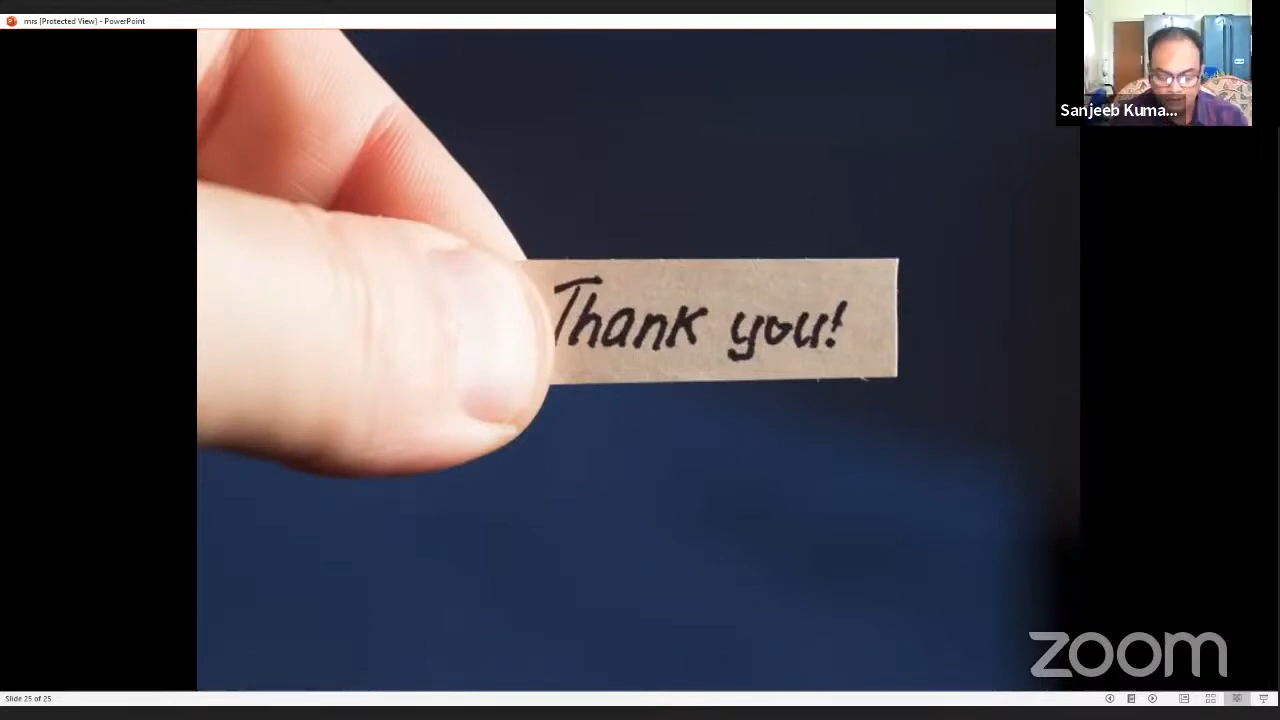 mrs [Protected View] - PowerPoint
Sanjeeb Kuma...
Thank you!
zoom
Slide 25 of 25